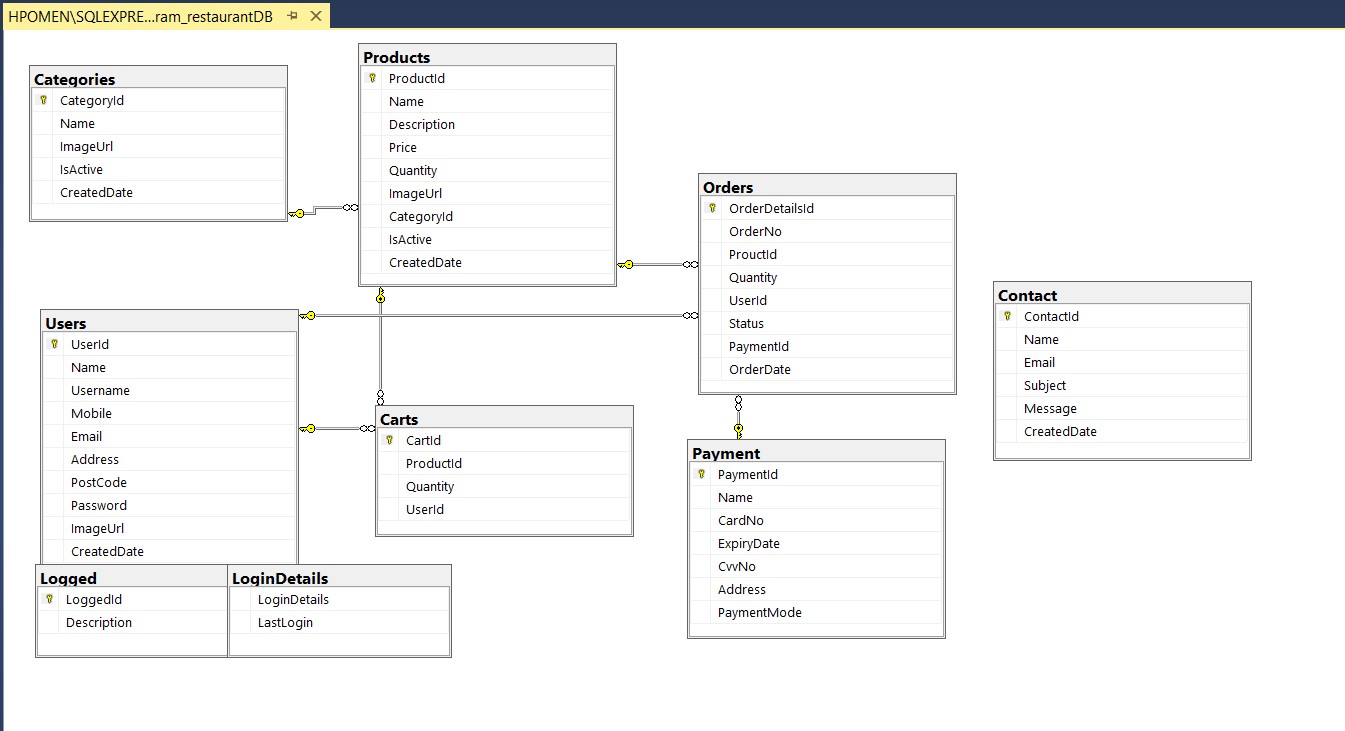 HPOMEN\SQLEXPRE...ram_restaurantDB
Categories
CategoryId
Name
ImageUrl
IsActive
CreatedDate
Products
ProductId
Name
Description
Price
Quantity
ImageUrl
CategoryId
IsActive
CreatedDate
Orders
OrderDetailsId
OrderNo
ProuctId
Quantity
UserId
Status
PaymentId
OrderDate
Contact
ContactId
Name
Email
Subject
Message
CreatedDate
Users
UserId
Name
Username
Mobile
Email
Address
PostCode
Password
ImageUrl
CreatedDate
Carts
CartId
ProductId
Quantity
UserId
Payment
PaymentId
Name
CardNo
ExpiryDate
CvvNo
Address
PaymentMode
Logged
LoggedId
Description
LoginDetails
LoginDetails
LastLogin